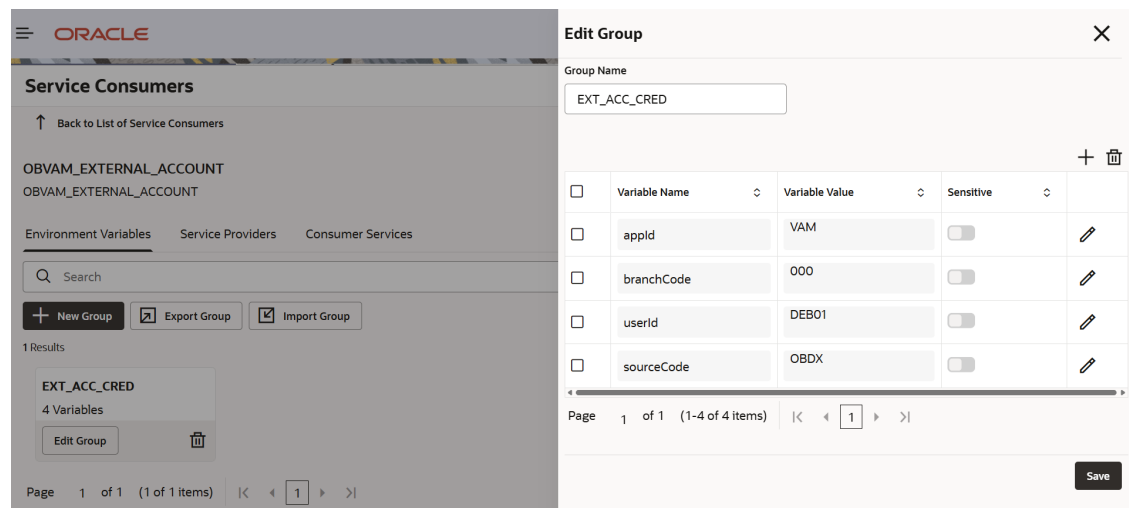 ORACLE
Service Consumers
Back to List of Service Consumers
OBVAM_EXTERNAL_ACCOUNT
OBVAM_EXTERNAL_ACCOUNT
Environment Variables Service Providers Consumer Services
Search
New Group Export Group Import Group
1 Results
EXT_ACC_CRED
4 Variables
Edit Group
Page 1 of 1 (1 of 1 items) 1
Edit Group
Group Name
EXT_ACC_CRED
Variable Name Variable Value Sensitive
appId VAM
branchCode 000
userId DEB01
sourceCode OBDX
Page 1 of 1 (1-4 of 4 items) 1
Save